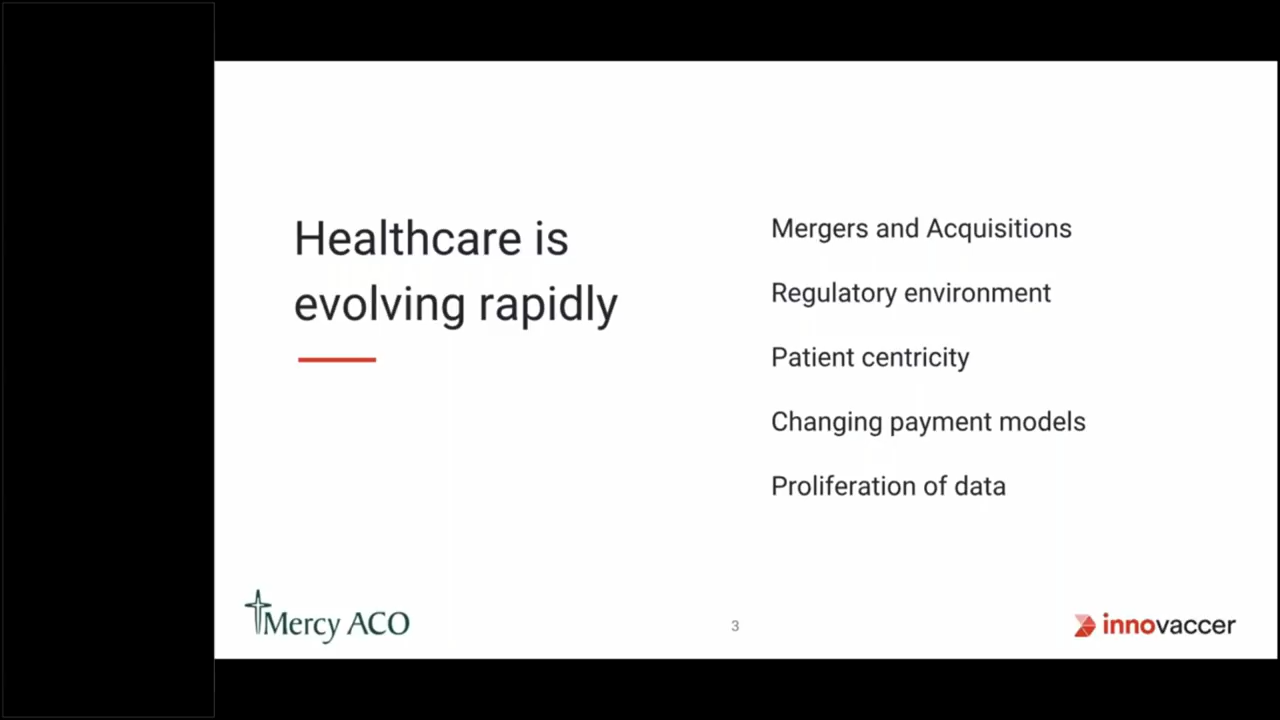 Healthcare is
evolving rapidly
Mergers and Acquisitions
Regulatory environment
Patient centricity
Changing payment models
Proliferation of data
Mercy ACO
3
innovaccer